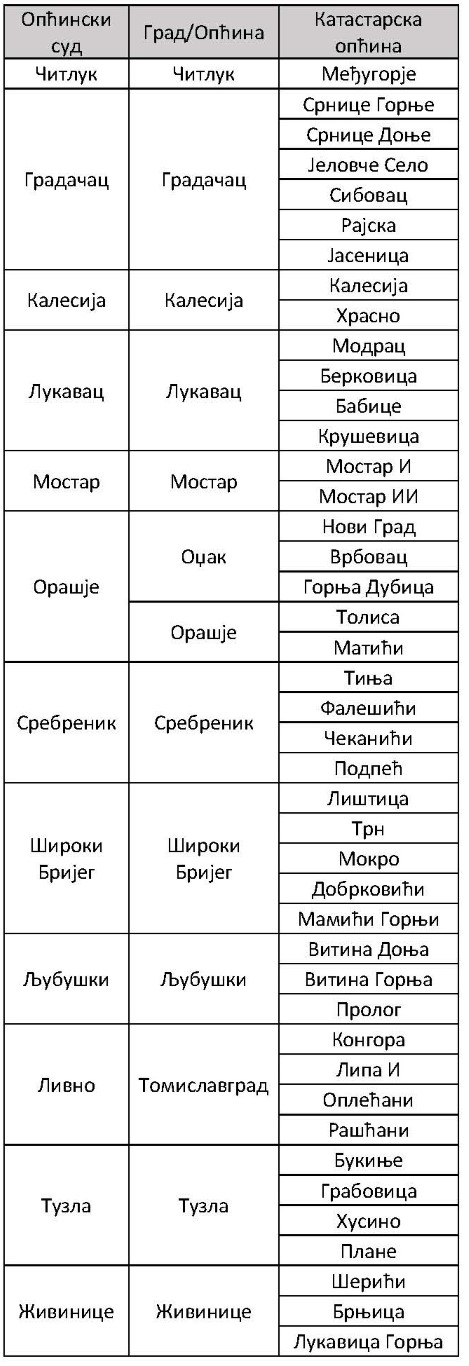 Опћински суд | Град/Опћина | Катастарска опћина
Читлук | Читлук | Међугорје
Градачац | Градачац | Срнице Горње
Срнице Доње
Јеловче Село
Сибовац
Рајска
Јасеница
Калесија | Калесија | Калесија
Храсно
Лукавац | Лукавац | Модрац
Берковица
Бабице
Крушевица
Мостар | Мостар | Мостар И
Мостар ИИ
Орашје | Оџак | Нови Град
Врбовац
Горња Дубица
Орашје | Толиса
Матићи
Сребреник | Сребреник | Тиња
Фалешићи
Чеканићи
Подпећ
Широки Бријег | Широки Бријег | Лиштица
Трн
Мокро
Добрковићи
Мамићи Горњи
Љубушки | Љубушки | Витина Доња
Витина Горња
Пролог
Ливно | Томиславград | Конгора
Липа И
Оплећани
Рашћани
Тузла | Тузла | Букиње
Грабовица
Хусино
Плане
Живинице | Живинице | Шерићи
Брњица
Лукавица Горња